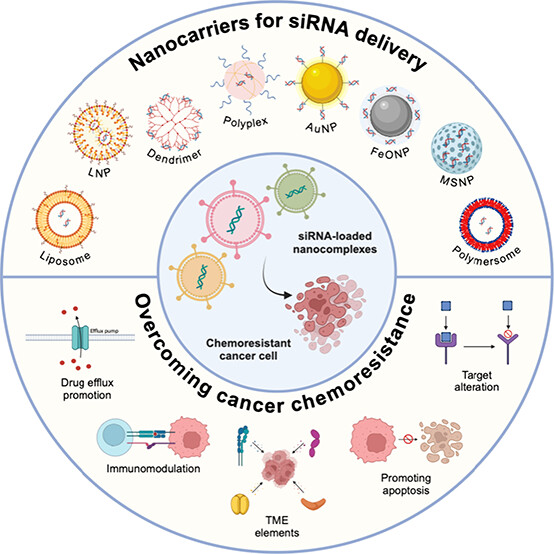 Nanocarriers for siRNA delivery
Liposome
LNP
Dendrimer
Polyplex
AuNP
FeONP
MSNP
Polymersome
siRNA-loaded
nanocomplexes
Chemoresistant
cancer cell
Overcoming cancer chemoresistance
Efflux pump
Drug efflux
promotion
Immunomodulation
TME
elements
Promoting
apoptosis
Target
alteration